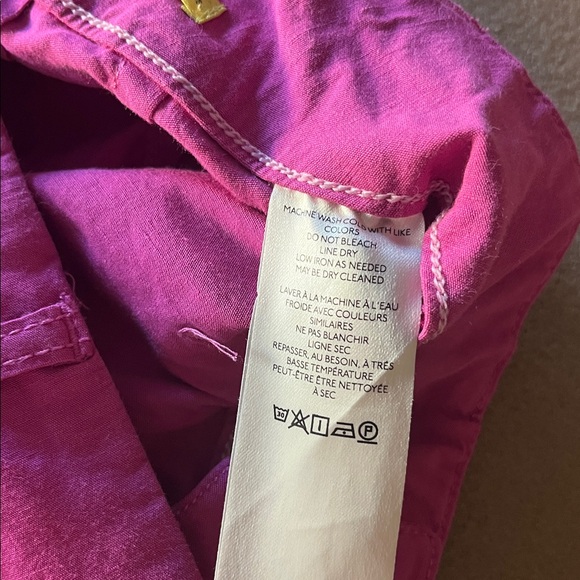 MACHINE WASH COLD WITH LIKE
COLORS
DO NOT BLEACH
LINE DRY
LOW IRON AS NEEDED
MAY BE DRY CLEANED
LAVER À LA MACHINE À L'EAU
FROIDE AVEC COULEURS
SIMILAIRES
NE PAS BLANCHIR
LIGNE SEC
REPASSER, AU BESOIN, À TRÉS
BASSE TEMPÉRATURE
PEUT-ÊTRE ÊTRE NETTOYÉE
À SEC
30 P